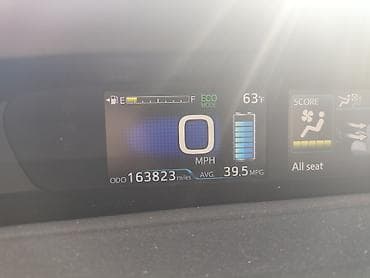 E F ECO MODE 63°F
0
MPH
ODO 163823 miles AVG. 39.5 MPG
SCORE
All seat